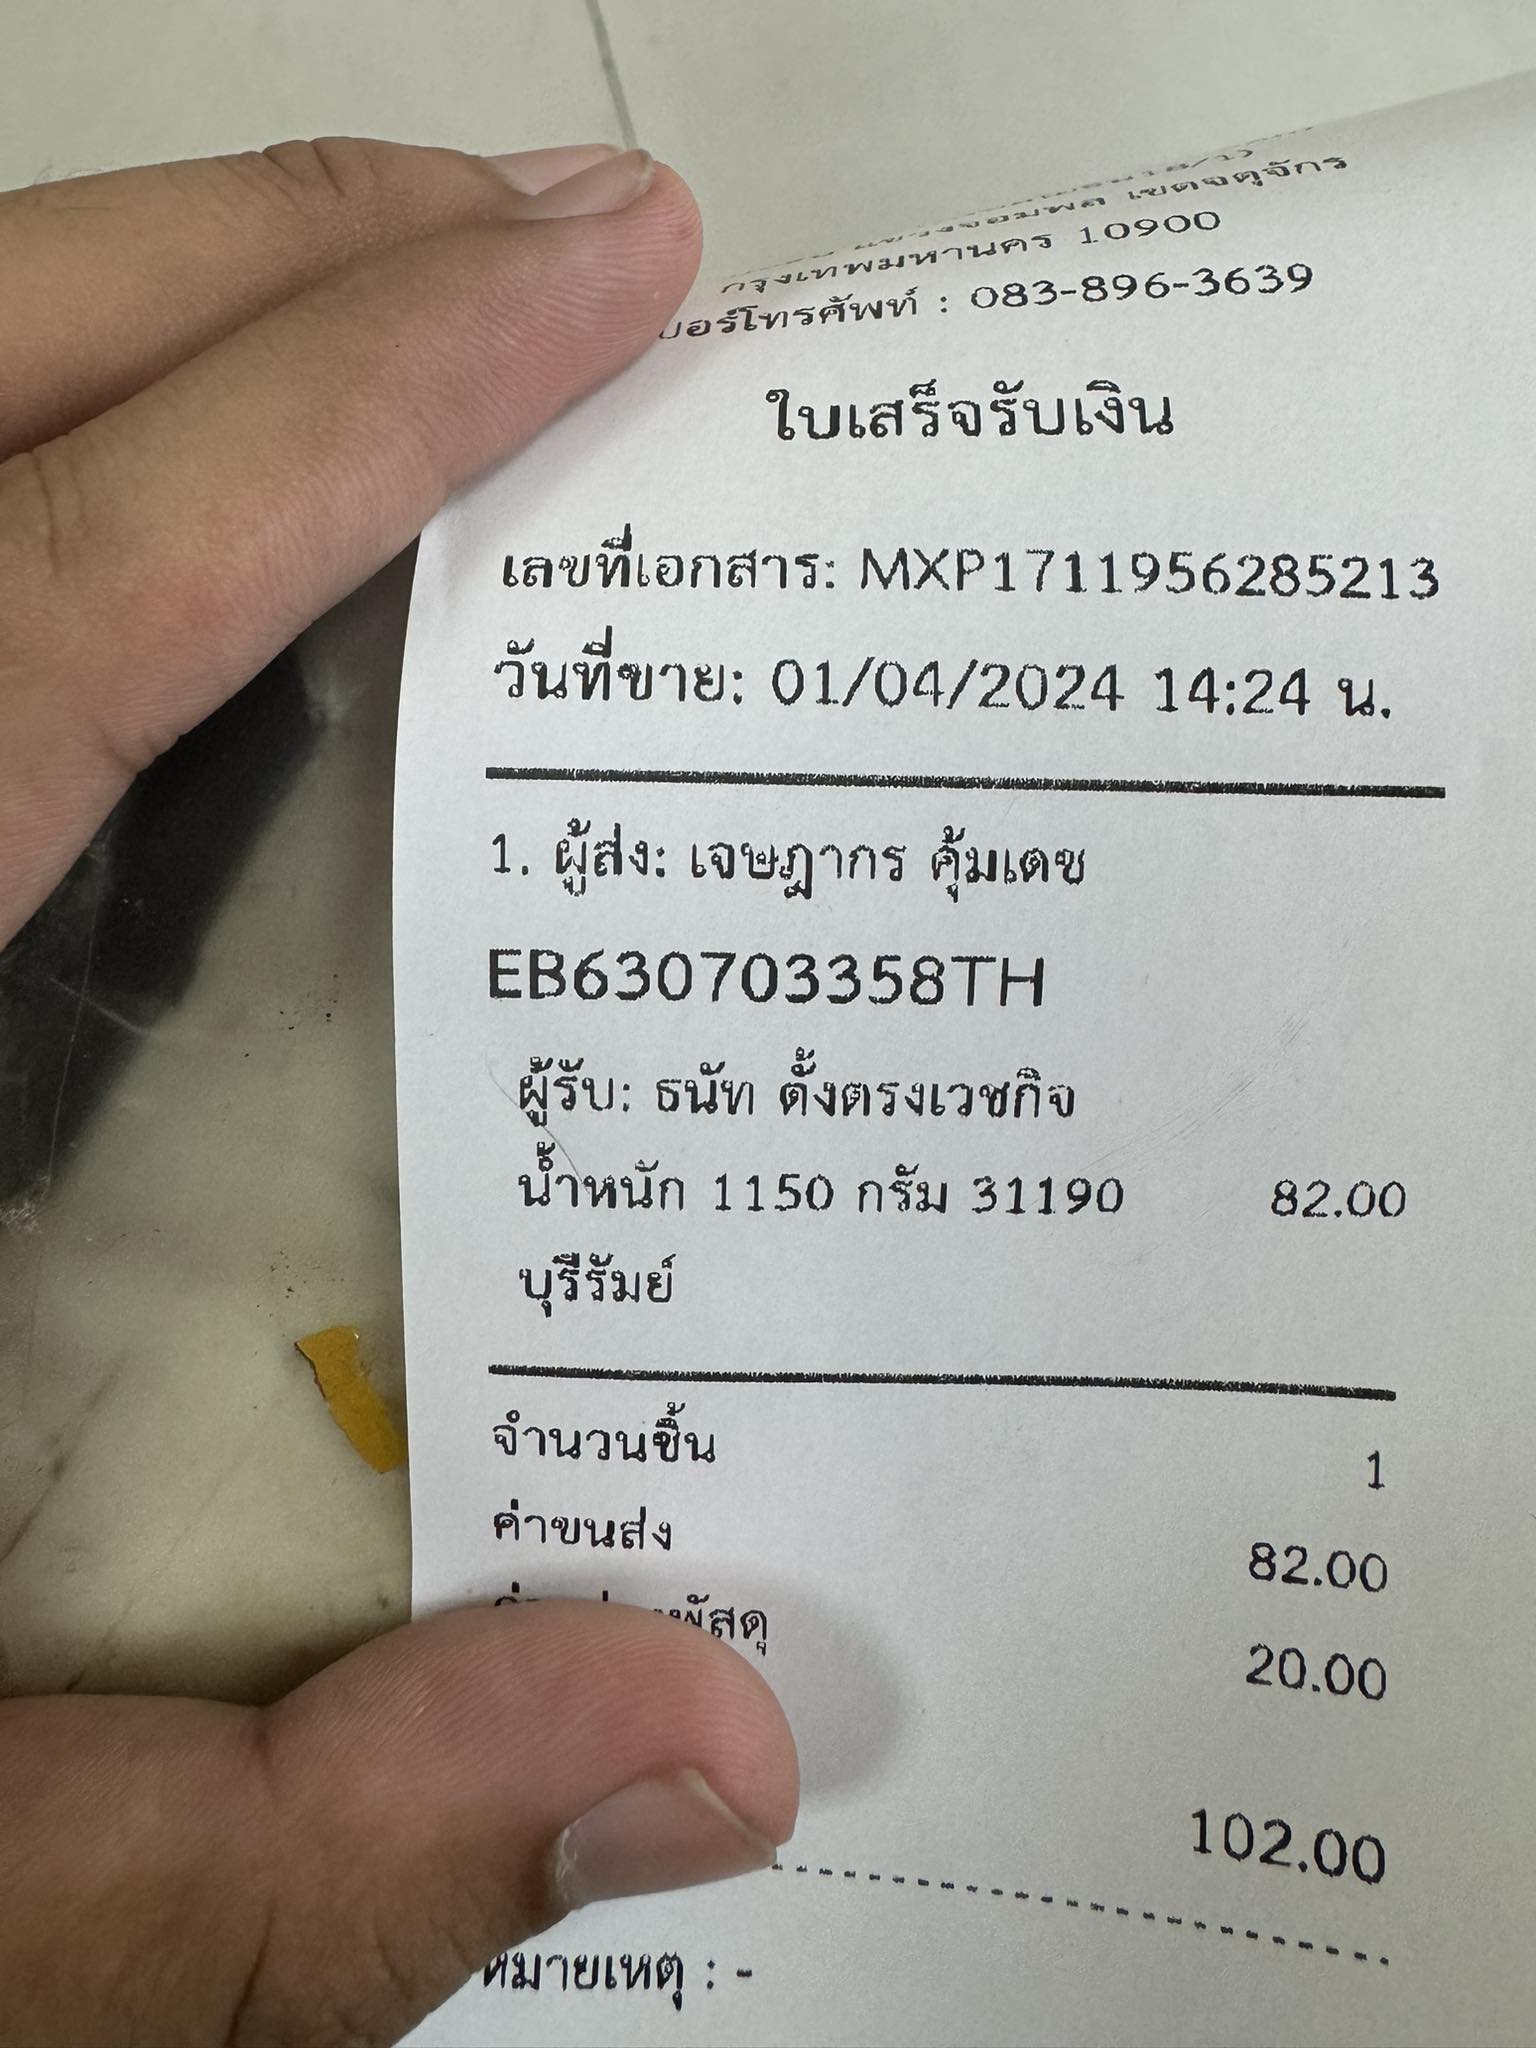 แขวงจอมพล เขตจตุจักร
กรุงเทพมหานคร 10900
เบอร์โทรศัพท์ : 083-896-3639
ใบเสร็จรับเงิน
เลขที่เอกสาร: MXP1711956285213
วันที่ขาย: 01/04/2024 14:24 น.
1. ผู้ส่ง: เจษฎากร คุ้มเดช
EB630703358TH
ผู้รับ: ธนัท ตั้งตรงเวชกิจ
น้ำหนัก 1150 กรัม 31190 82.00
บุรีรัมย์
จำนวนชิ้น 1
ค่าขนส่ง 82.00
พัสดุ 20.00
102.00
หมายเหตุ : -